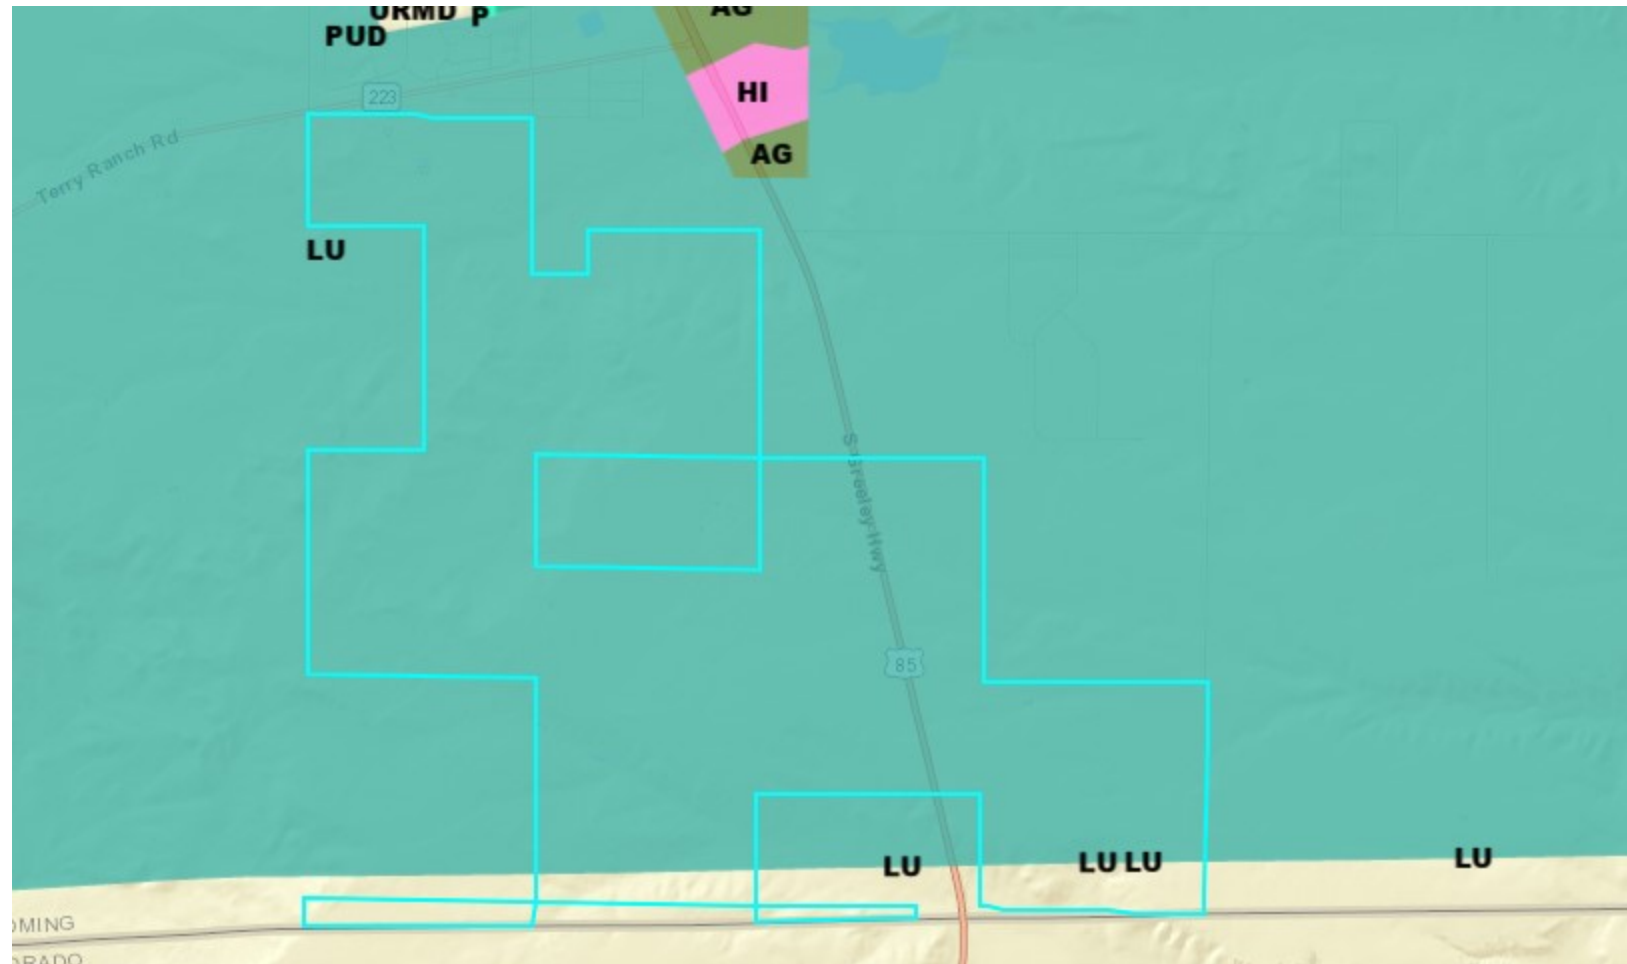 AG
URMD P
PUD
HI
223
Terry Ranch Rd
AG
LU
S Greeley Hwy
85
LU LU LU LU
OMING
ORADO